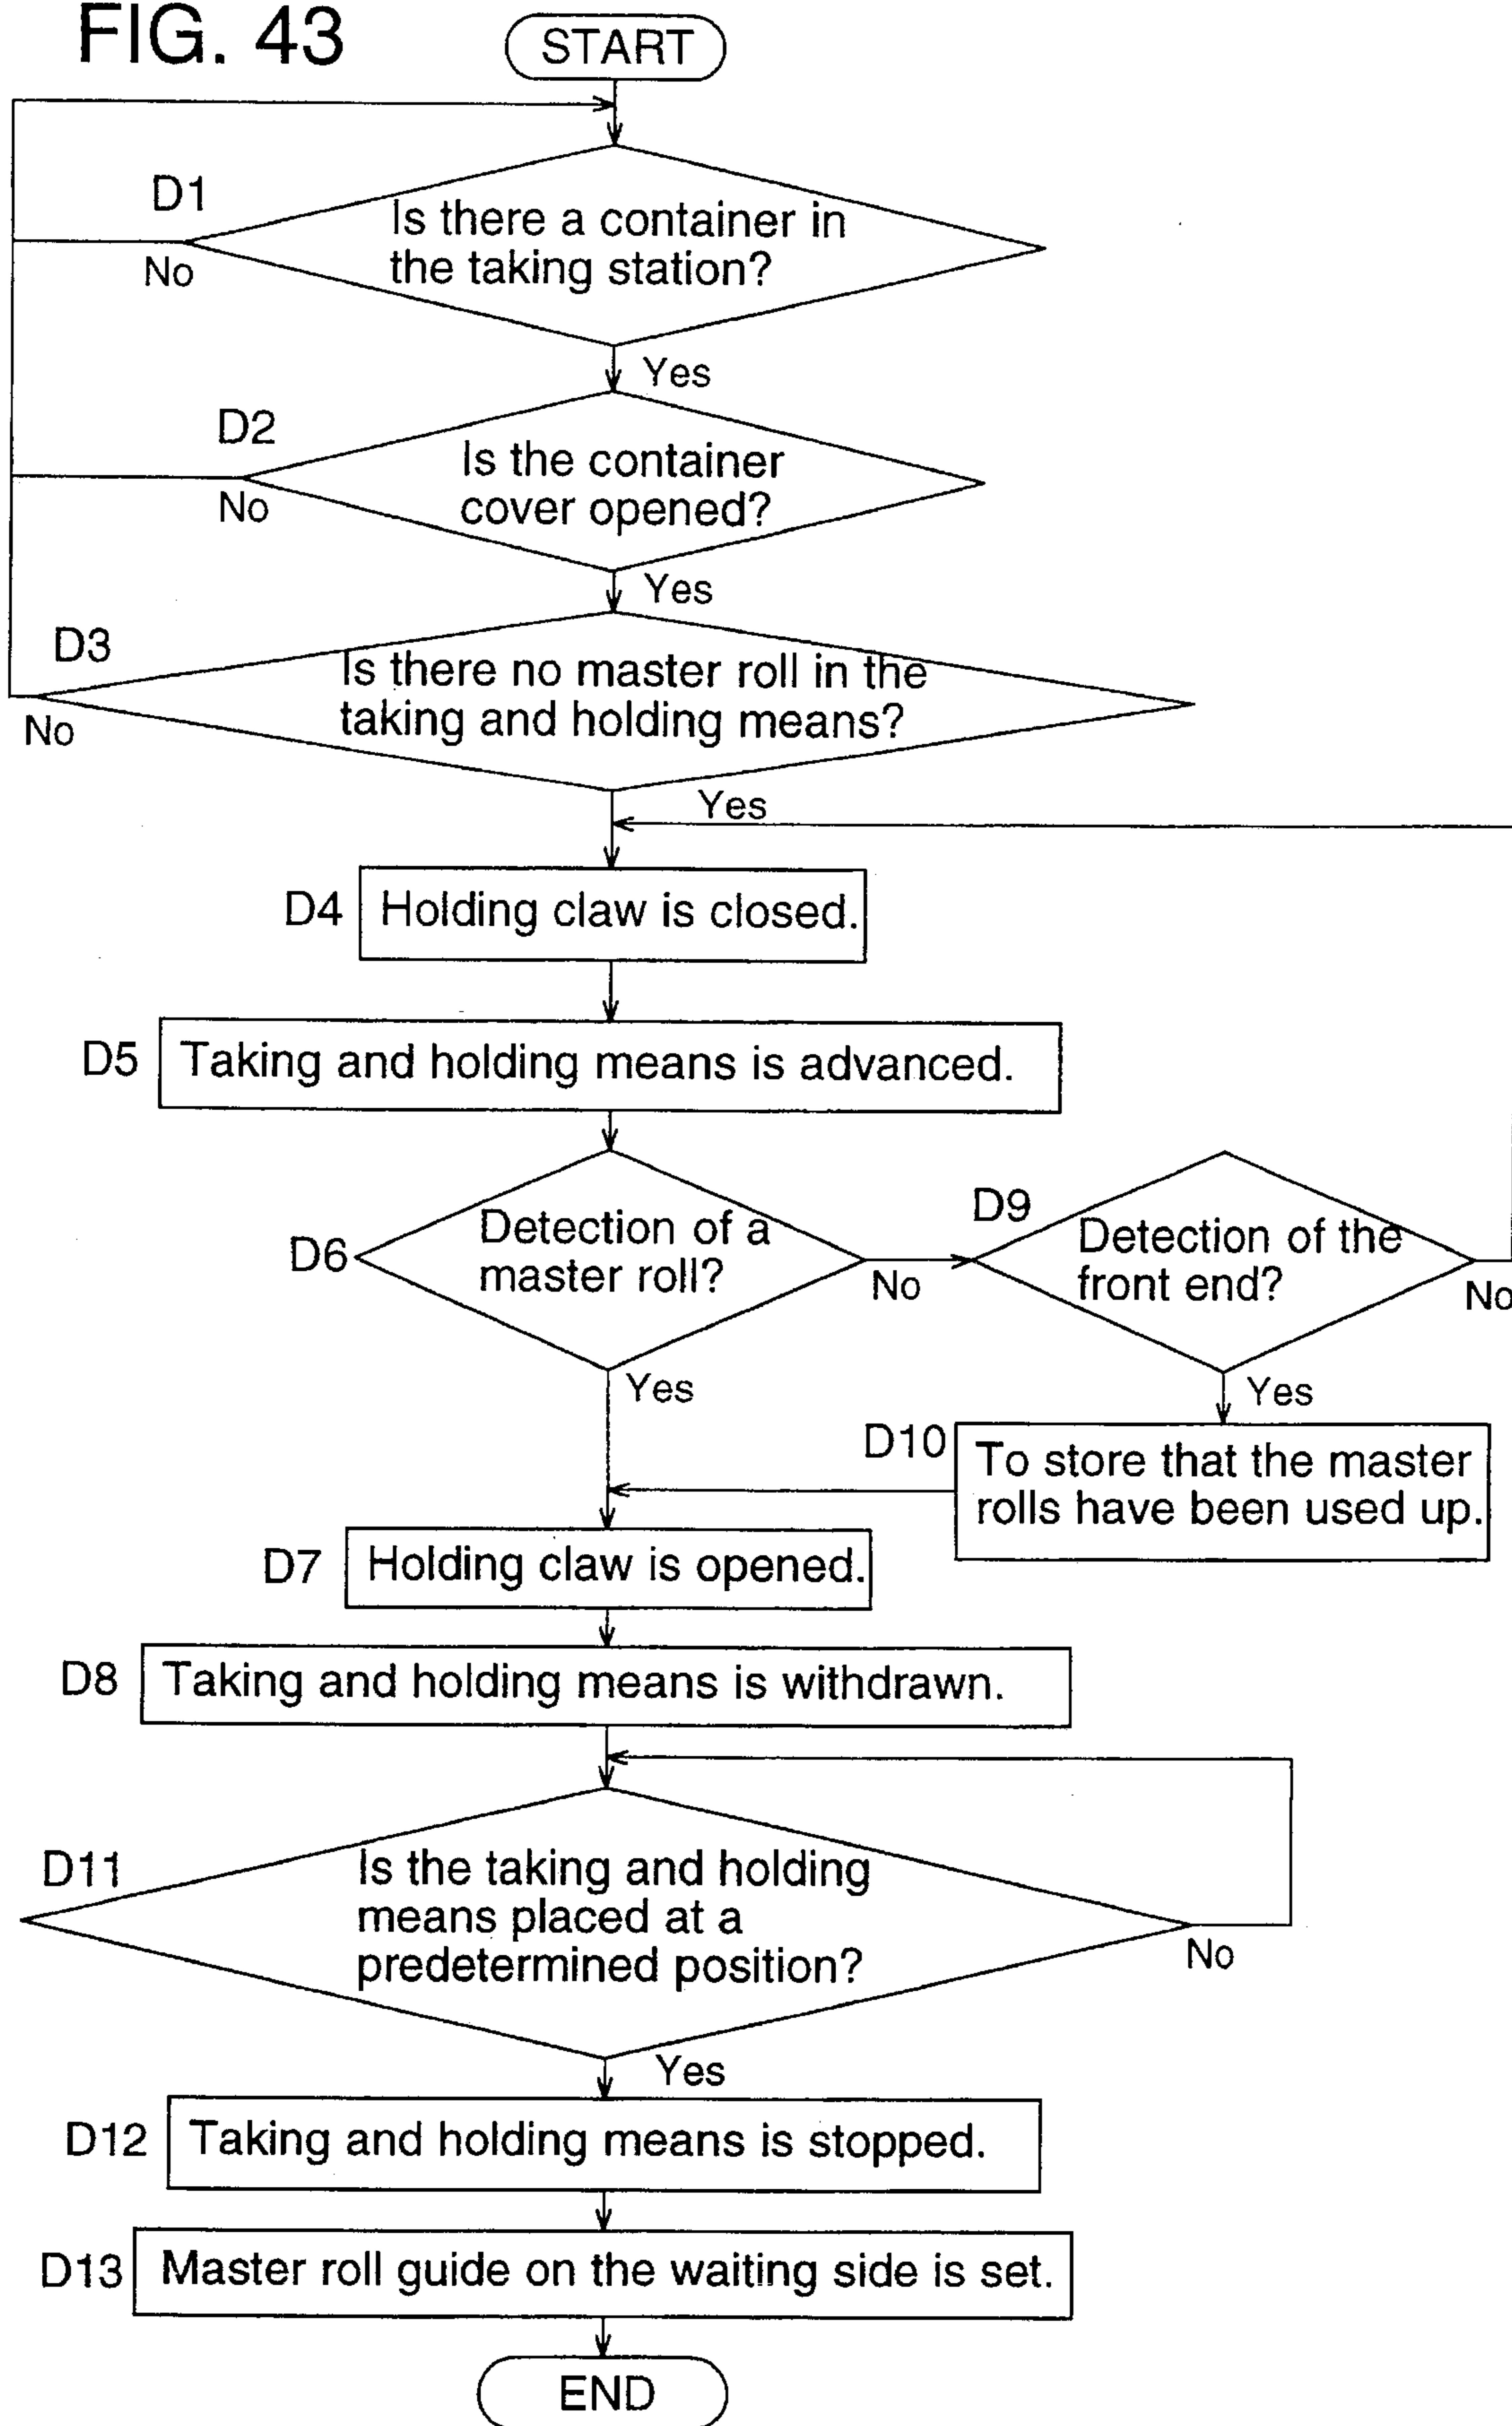 FIG. 43
START
D1
Is there a container in
the taking station?
No
Yes
D2
Is the container
cover opened?
No
Yes
D3
Is there no master roll in the
taking and holding means?
No
Yes
D4
Holding claw is closed.
D5
Taking and holding means is advanced.
D6
Detection of a
master roll?
No
Yes
D9
Detection of the
front end?
No
Yes
D10
To store that the master
rolls have been used up.
D7
Holding claw is opened.
D8
Taking and holding means is withdrawn.
D11
Is the taking and holding
means placed at a
predetermined position?
No
Yes
D12
Taking and holding means is stopped.
D13
Master roll guide on the waiting side is set.
END